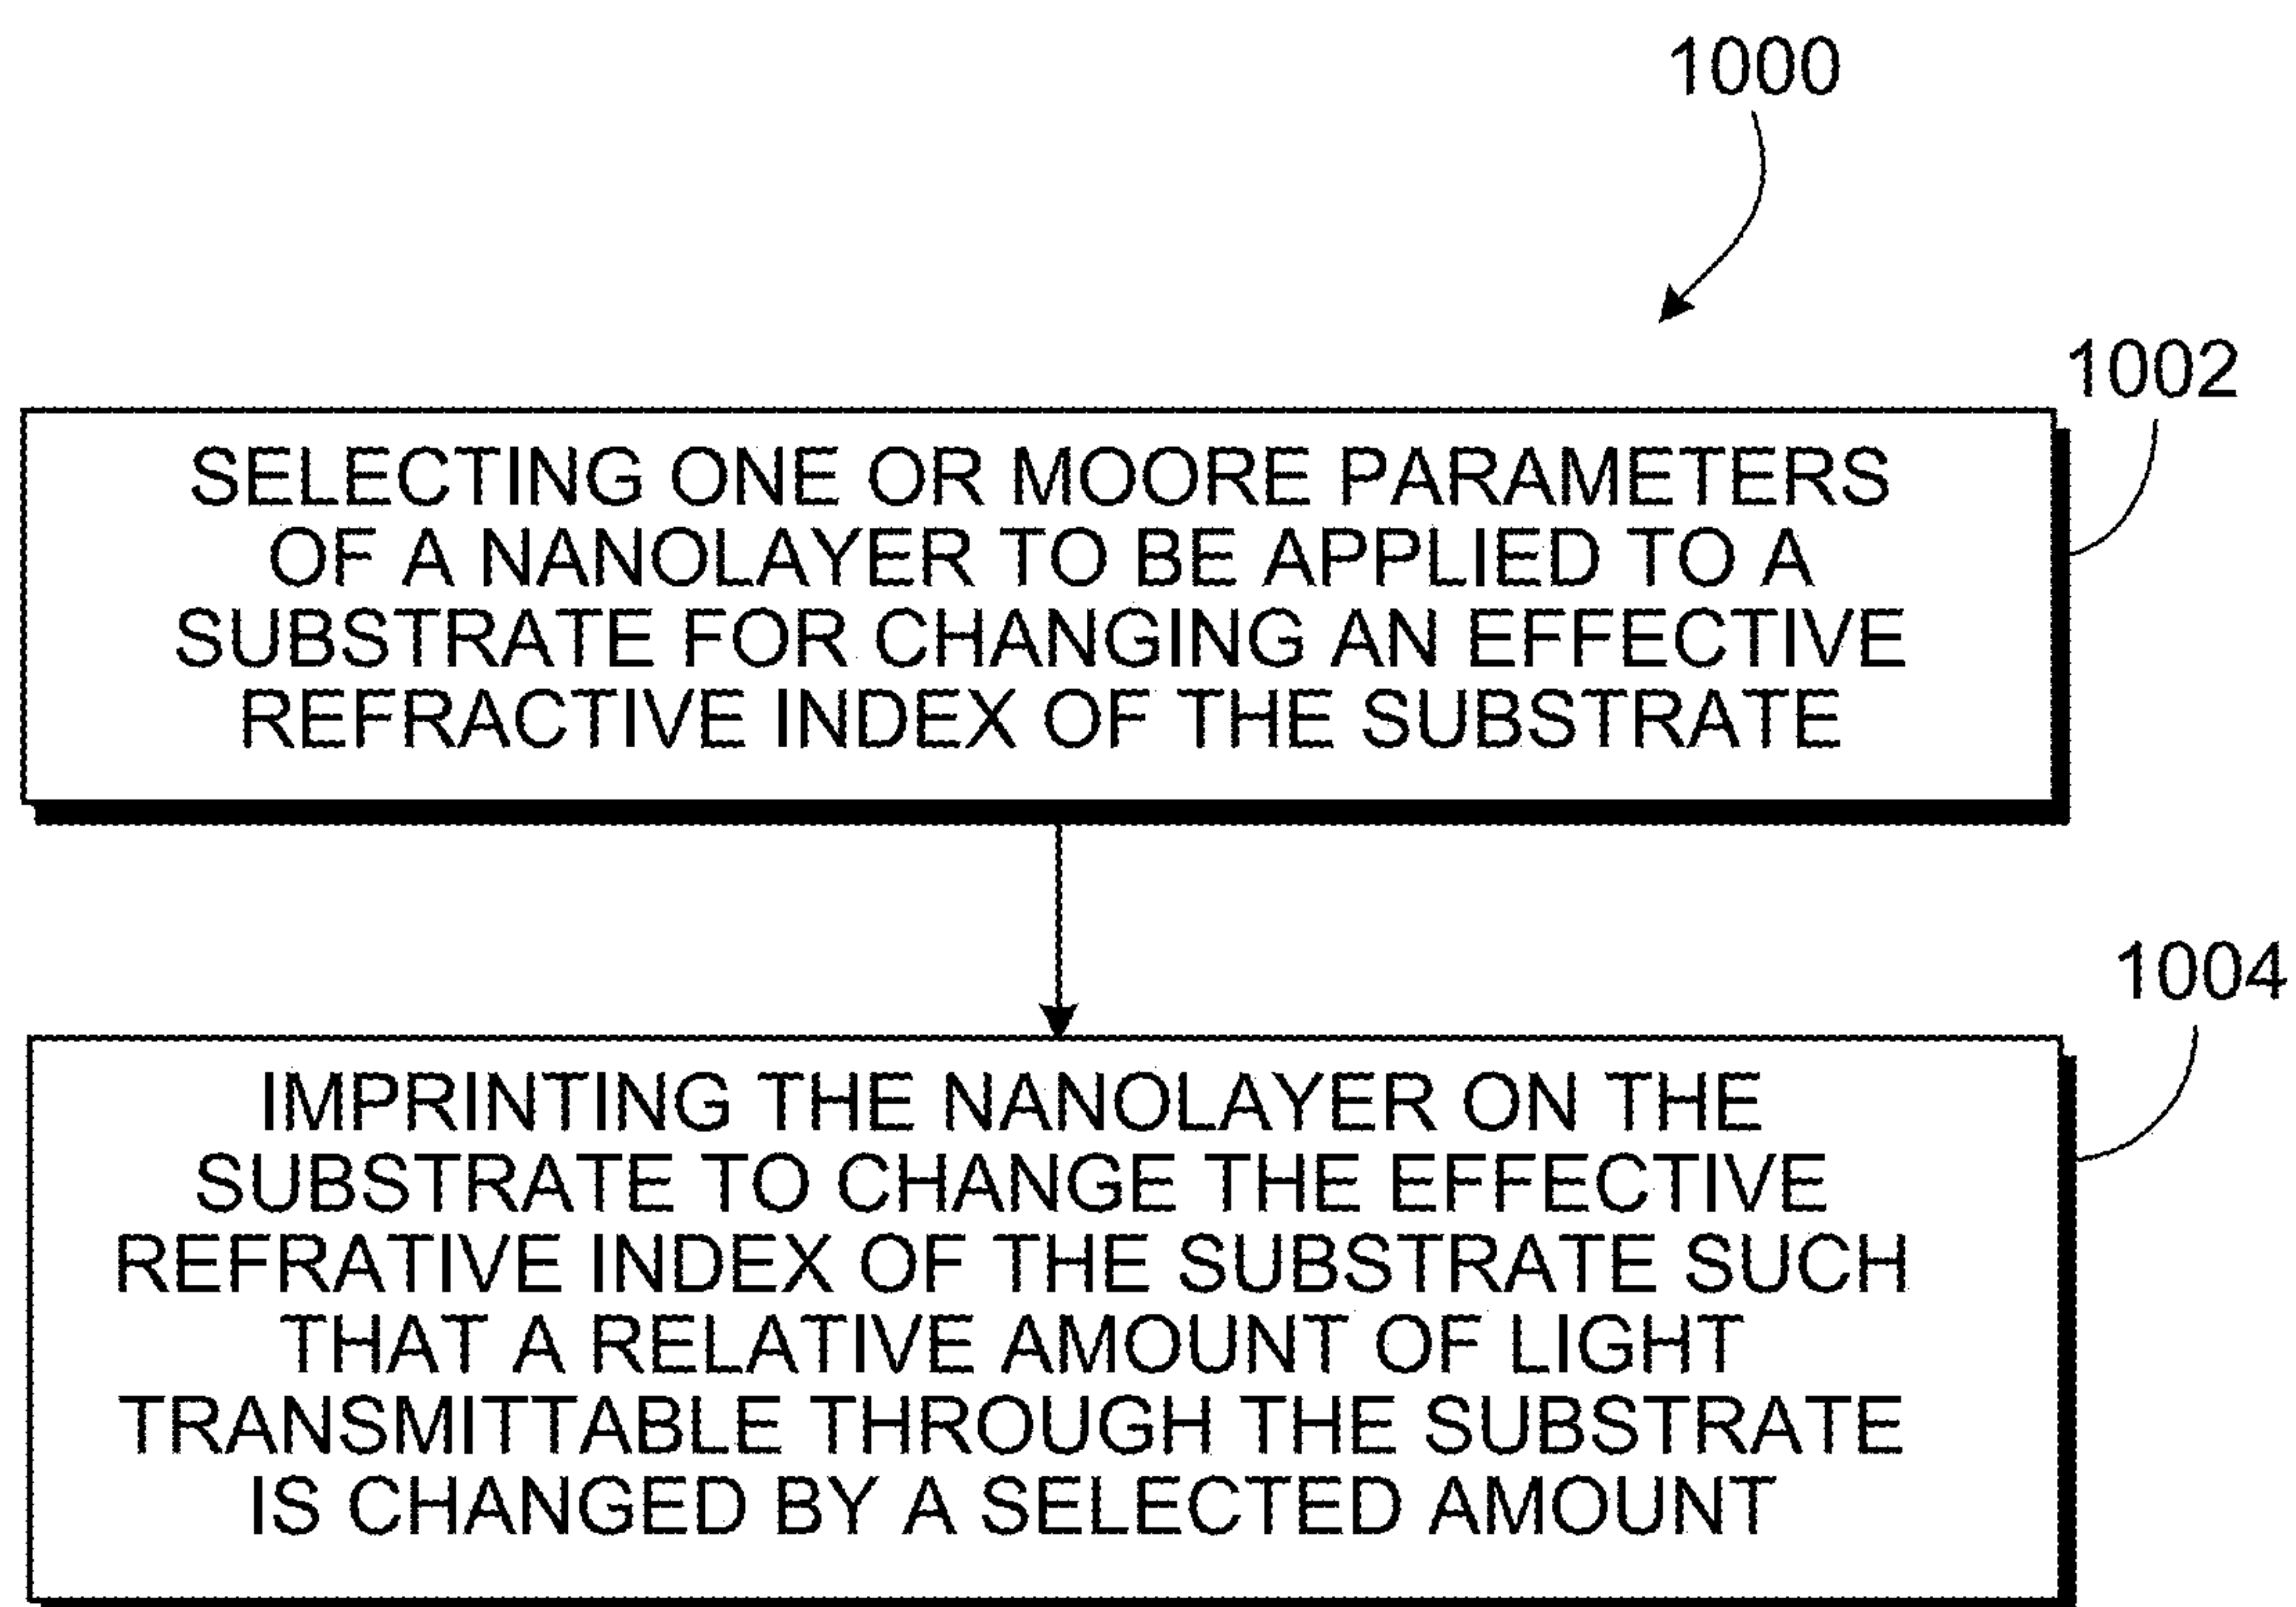 1000
1002
SELECTING ONE OR MOORE PARAMETERS
OF A NANOLAYER TO BE APPLIED TO A
SUBSTRATE FOR CHANGING AN EFFECTIVE
REFRACTIVE INDEX OF THE SUBSTRATE
1004
IMPRINTING THE NANOLAYER ON THE
SUBSTRATE TO CHANGE THE EFFECTIVE
REFRATIVE INDEX OF THE SUBSTRATE SUCH
THAT A RELATIVE AMOUNT OF LIGHT
TRANSMITTABLE THROUGH THE SUBSTRATE
IS CHANGED BY A SELECTED AMOUNT